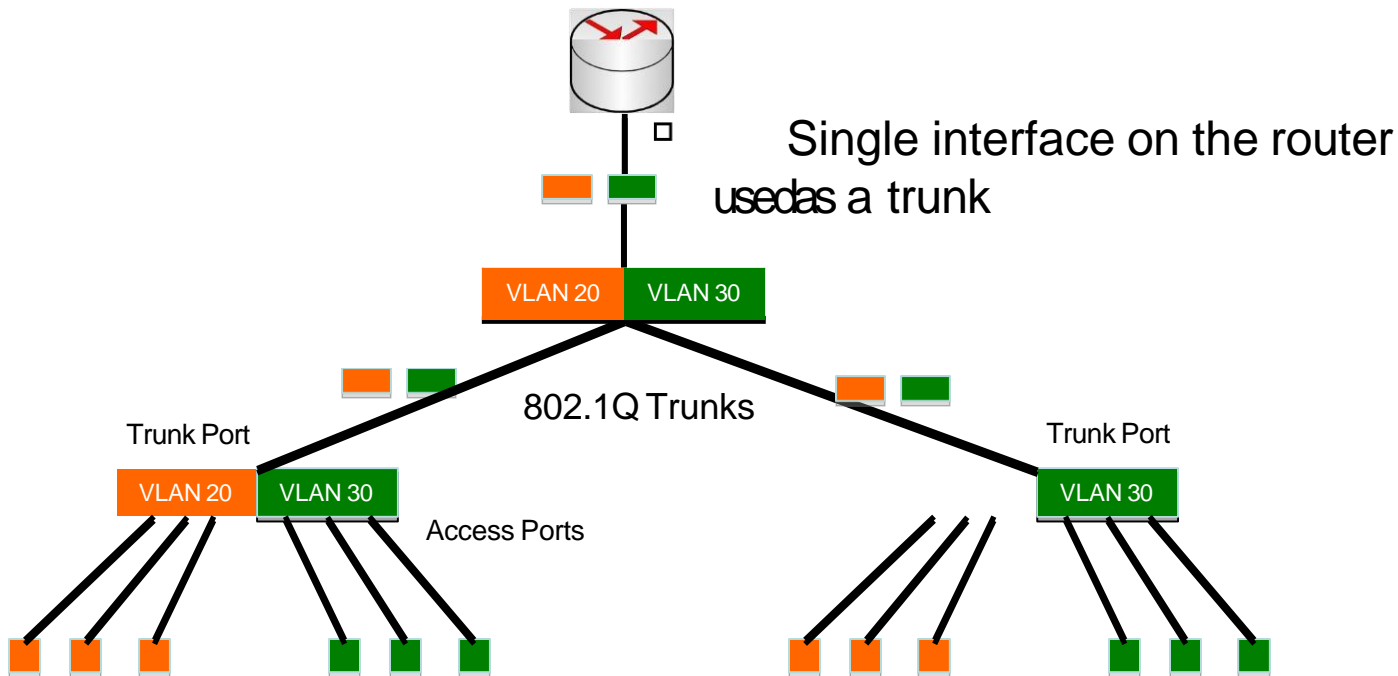 Single interface on the router
usedas a trunk
VLAN 20
VLAN 30
802.1Q Trunks
Trunk Port
Trunk Port
VLAN 20
VLAN 30
VLAN 30
Access Ports